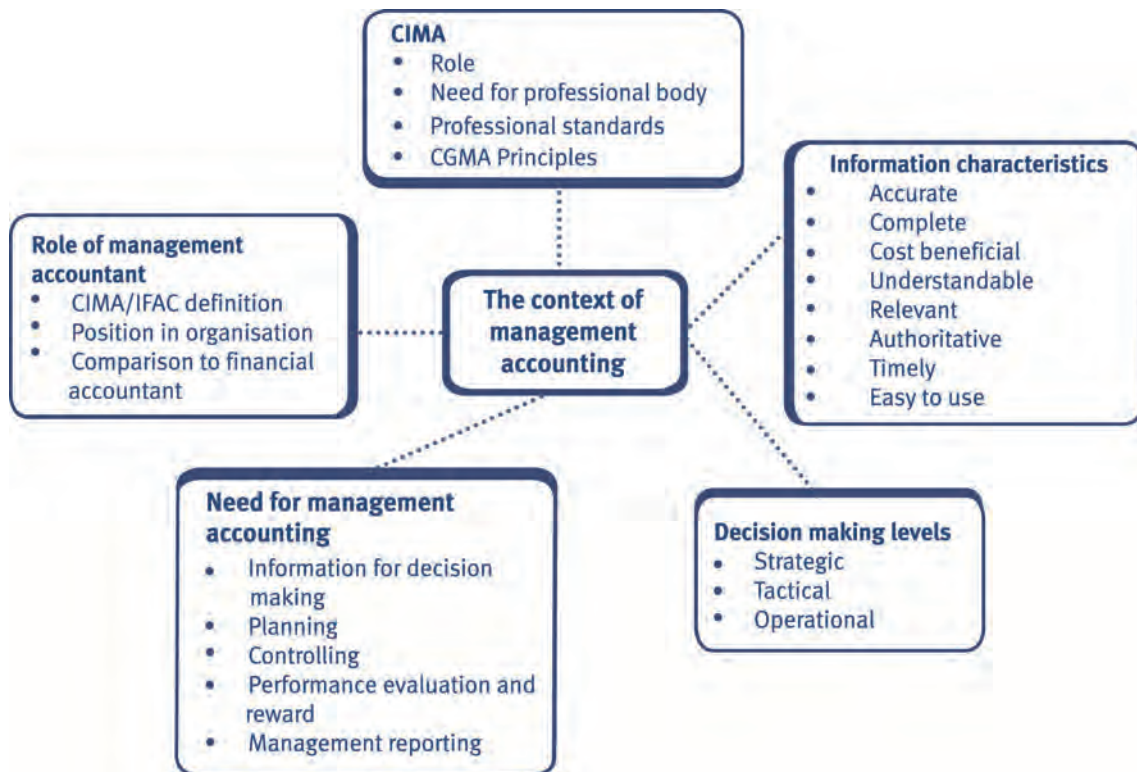 CIMA
• Role
• Need for professional body
• Professional standards
• CGMA Principles
Information characteristics
• Accurate
• Complete
• Cost beneficial
• Understandable
• Relevant
• Authoritative
• Timely
• Easy to use
Role of management
accountant
• CIMA/IFAC definition
• Position in organisation
• Comparison to financial
accountant
The context of
management
accounting
Need for management
accounting
• Information for decision
making
• Planning
• Controlling
• Performance evaluation and
reward
• Management reporting
Decision making levels
• Strategic
• Tactical
• Operational